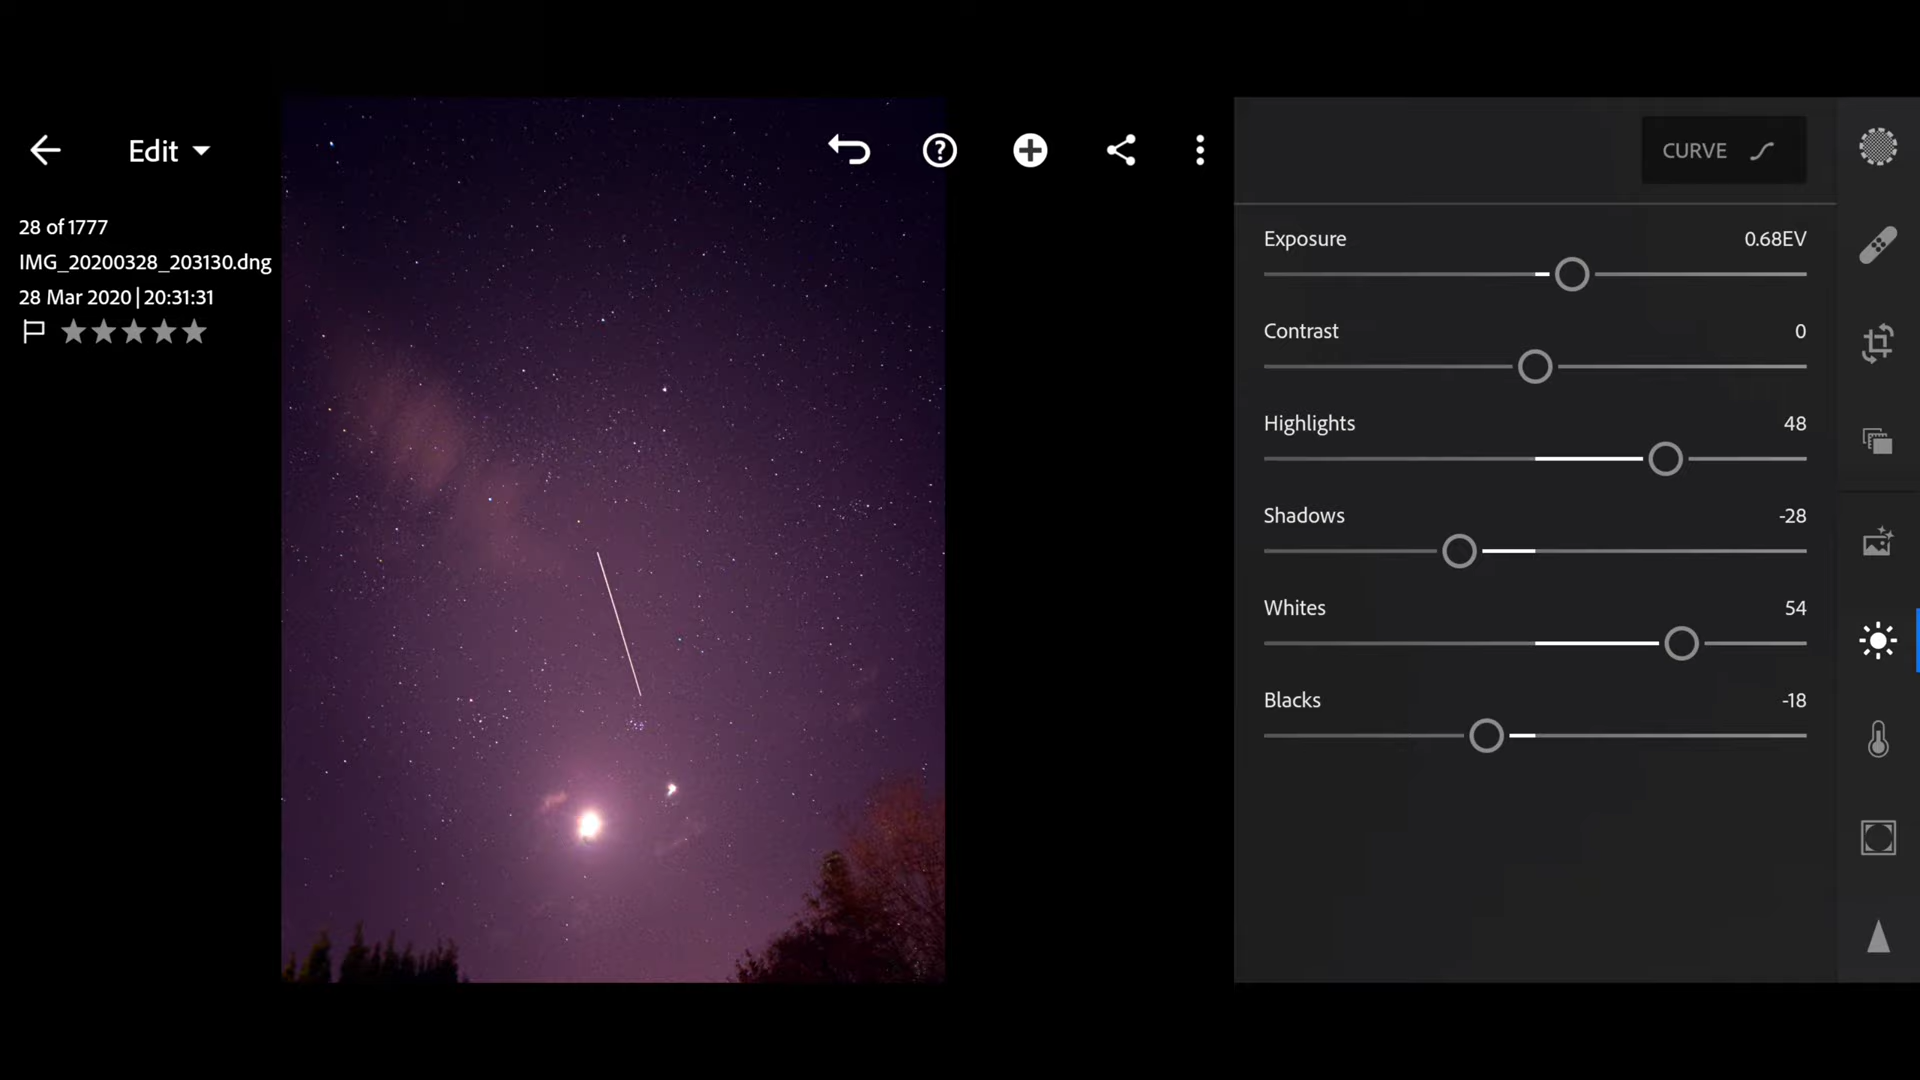 Edit
28 of 1777
IMG_20200328_203130.dng
28 Mar 2020 | 20:31:31
CURVE
Exposure 0.68EV
Contrast 0
Highlights 48
Shadows -28
Whites 54
Blacks -18